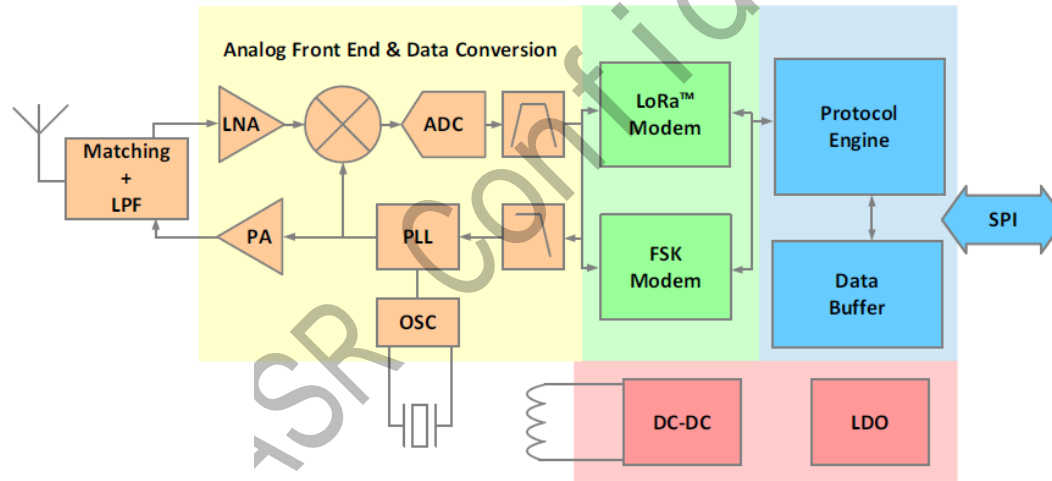 Analog Front End & Data Conversion
LNA
ADC
LoRa™
Modem
Protocol
Engine
Matching
+
LPF
PA
PLL
FSK
Modem
SPI
OSC
Data
Buffer
DC-DC
LDO